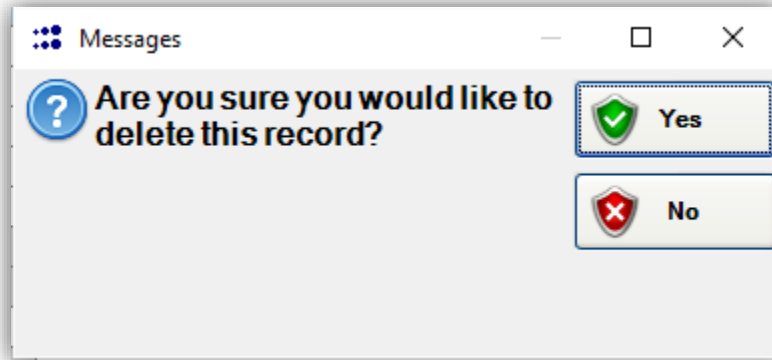 Messages
Are you sure you would like to
delete this record?
Yes
No